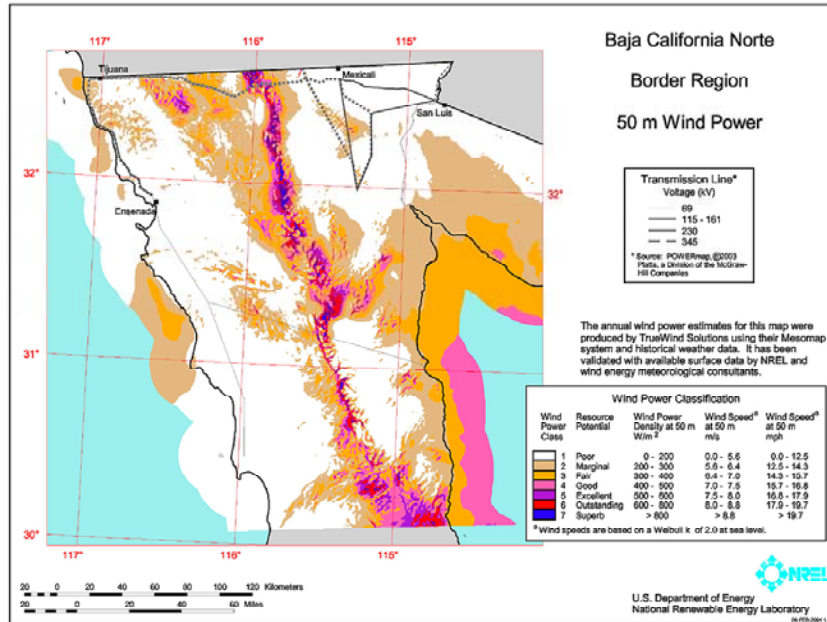 Baja California Norte
Border Region
50 m Wind Power
117° 116° 115°
Tijuana
Mexicali
San Luis
32° 32°
Ensenada
31° 31°
30° 30°
117° 116° 115°
Transmission Line*
Voltage (kV)
69
115 - 161
230
345
* Source: POWERmap, ©2003
Platts, a Division of the McGraw-
Hill Companies
The annual wind power estimates for this map were
produced by TrueWind Solutions using their Mesomap
system and historical weather data. It has been
validated with available surface data by NREL and
wind energy meteorological consultants.
Wind Power Classification
Wind Power Class Resource Potential Wind Power Density at 50 m W/m² Wind Speedª at 50 m m/s Wind Speedª at 50 m mph
1 Poor 0 - 200 0.0 - 5.6 0.0 - 12.5
2 Marginal 200 - 300 5.6 - 6.4 12.5 - 14.3
3 Fair 300 - 400 6.4 - 7.0 14.3 - 15.7
4 Good 400 - 500 7.0 - 7.5 15.7 - 16.8
5 Excellent 500 - 600 7.5 - 8.0 16.8 - 17.9
6 Outstanding 600 - 800 8.0 - 8.8 17.9 - 19.7
7 Superb > 800 > 8.8 > 19.7
ª Wind speeds are based on a Weibull k of 2.0 at sea level.
20 0 20 40 60 80 100 120 Kilometers
20 0 20 40 60 Miles
NREL
U.S. Department of Energy
National Renewable Energy Laboratory